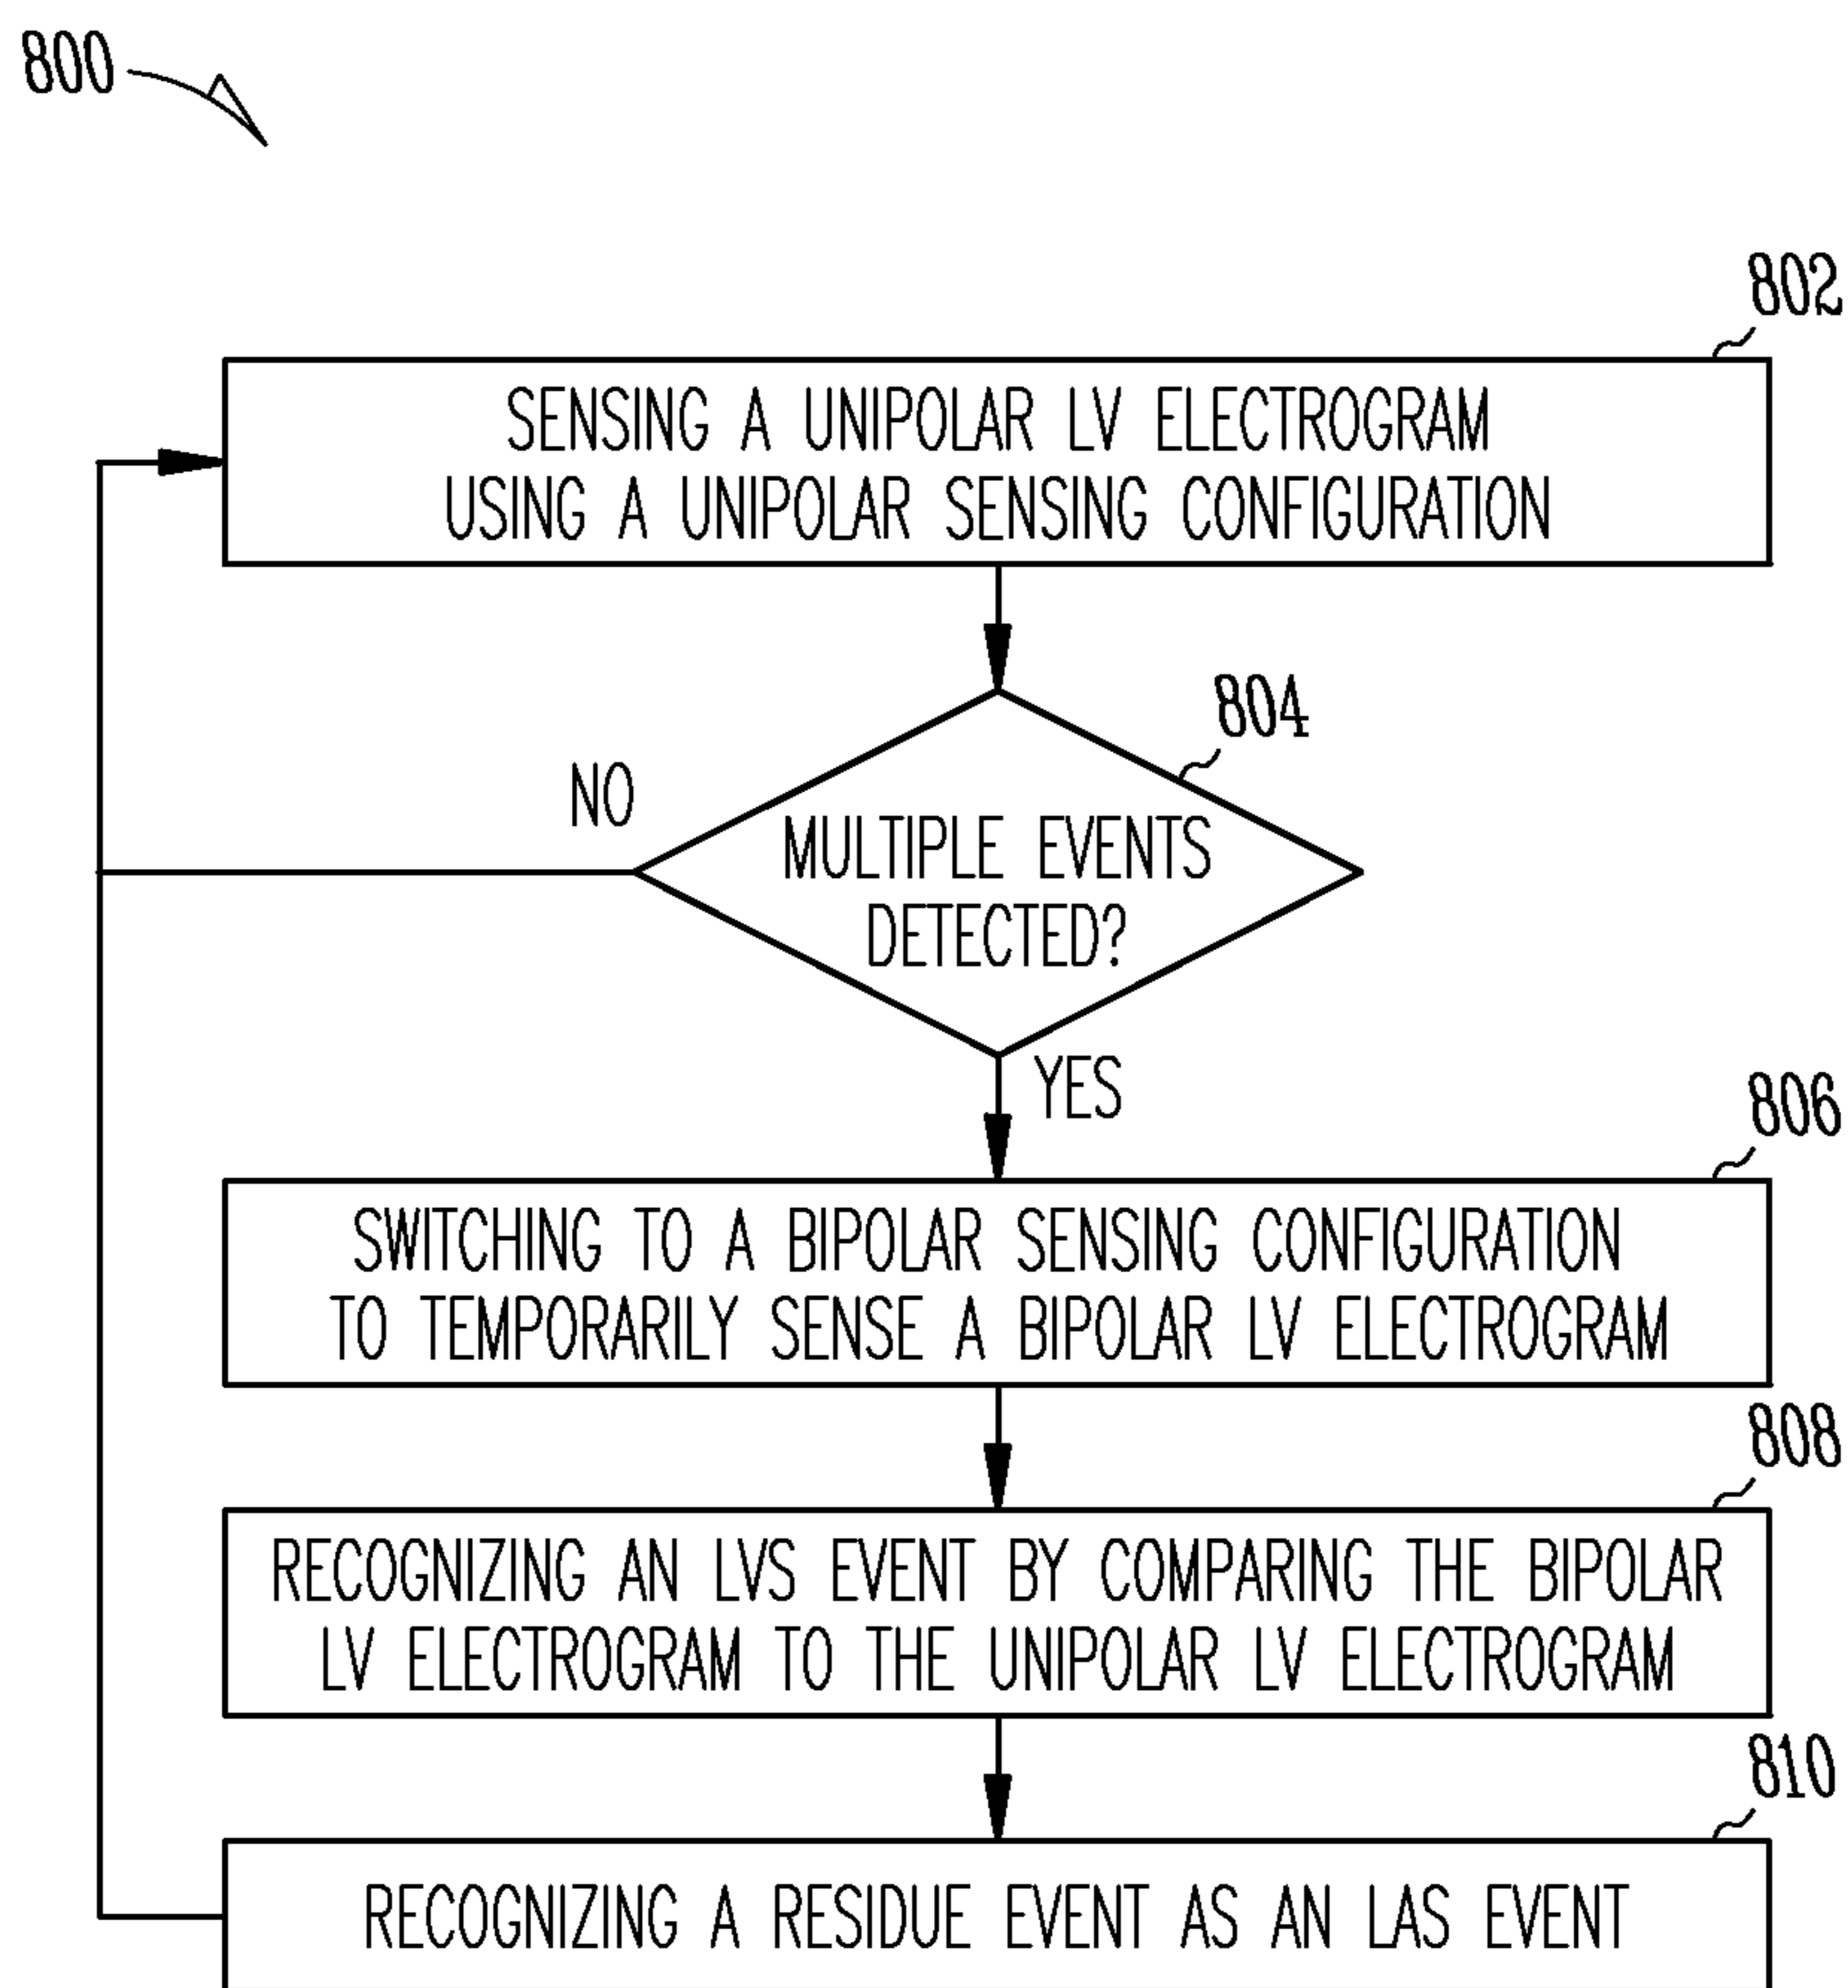 800
802
SENSING A UNIPOLAR LV ELECTROGRAM
USING A UNIPOLAR SENSING CONFIGURATION
804
NO
MULTIPLE EVENTS
DETECTED?
YES
806
SWITCHING TO A BIPOLAR SENSING CONFIGURATION
TO TEMPORARILY SENSE A BIPOLAR LV ELECTROGRAM
808
RECOGNIZING AN LVS EVENT BY COMPARING THE BIPOLAR
LV ELECTROGRAM TO THE UNIPOLAR LV ELECTROGRAM
810
RECOGNIZING A RESIDUE EVENT AS AN LAS EVENT